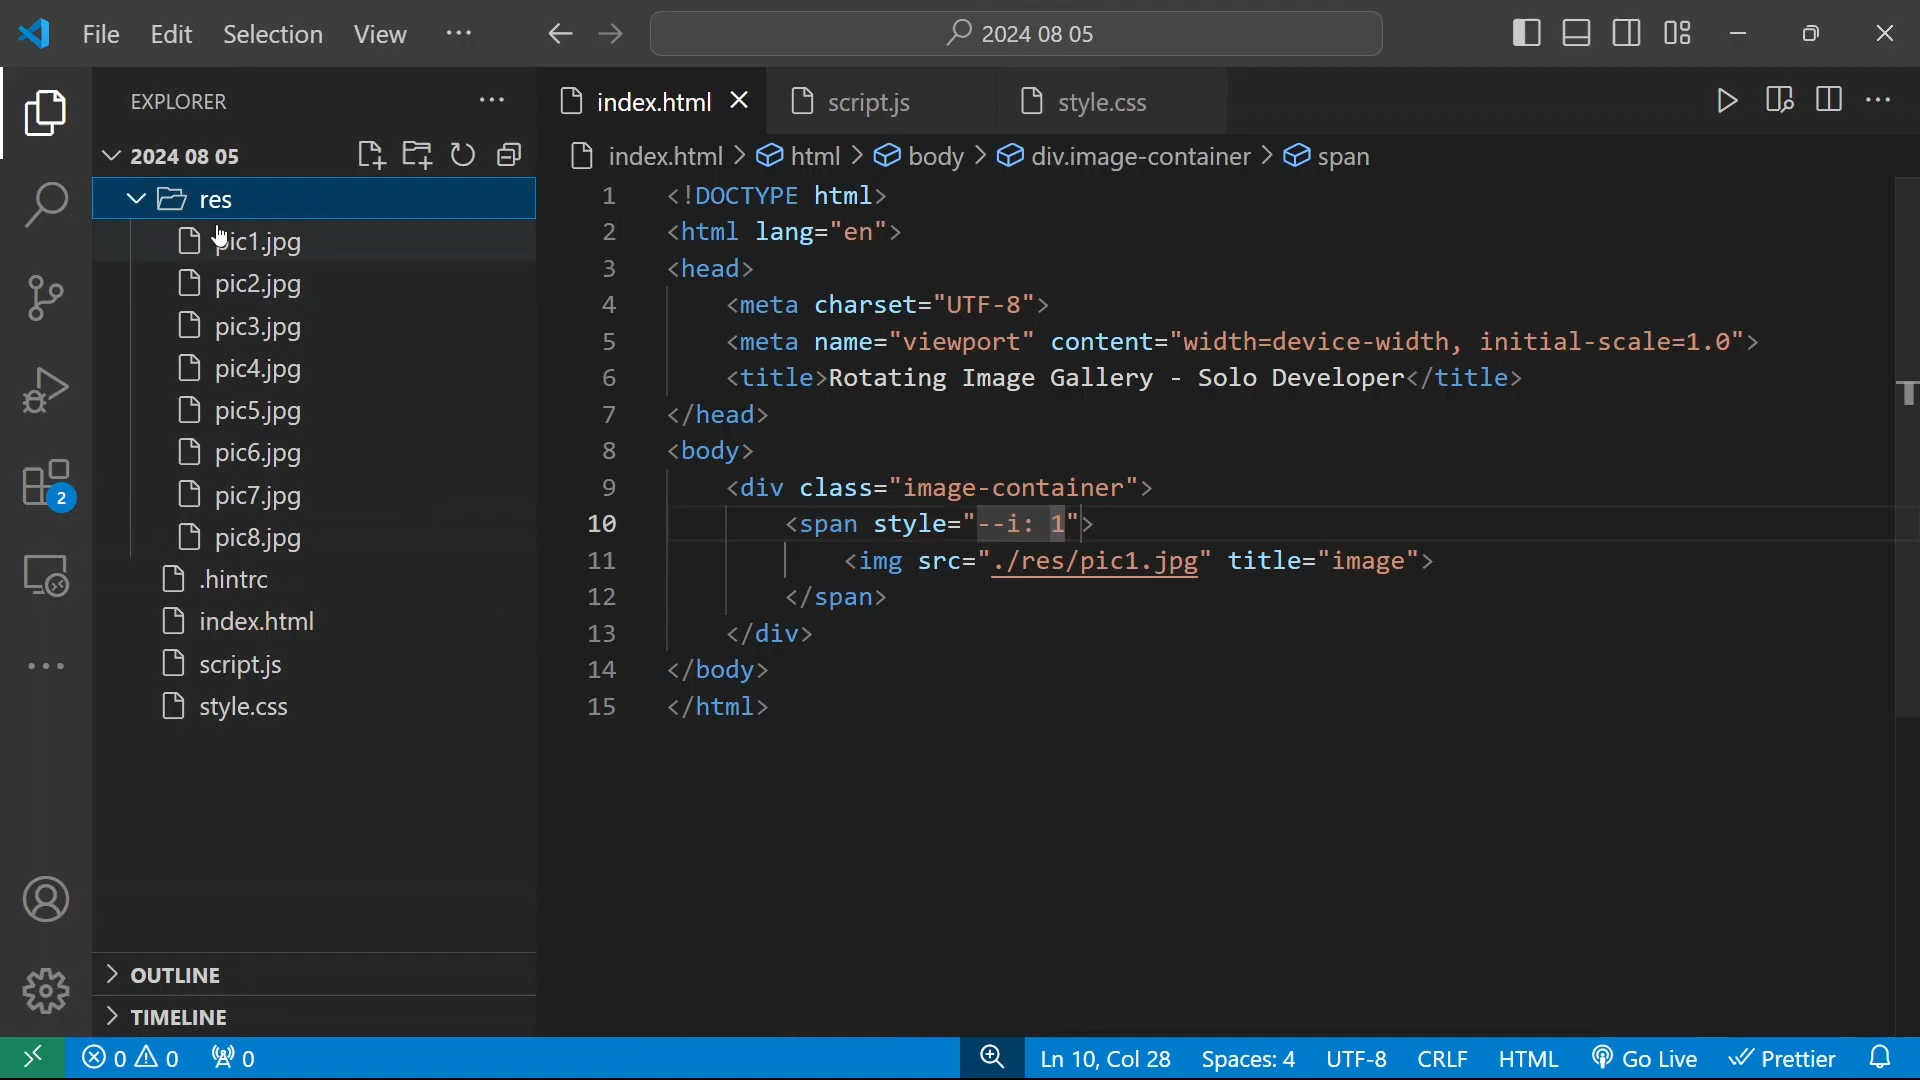 File Edit Selection View ··· 2024 08 05
EXPLORER ···
2024 08 05
res
pic1.jpg
pic2.jpg
pic3.jpg
pic4.jpg
pic5.jpg
pic6.jpg
pic7.jpg
pic8.jpg
.hintrc
index.html
script.js
style.css
OUTLINE
TIMELINE
2
index.html script.js style.css
index.html > html > body > div.image-container > span
1 <!DOCTYPE html>
2 <html lang="en">
3 <head>
4 <meta charset="UTF-8">
5 <meta name="viewport" content="width=device-width, initial-scale=1.0">
6 <title>Rotating Image Gallery - Solo Developer</title>
7 </head>
8 <body>
9 <div class="image-container">
10 <span style="--i: 1">
11 <img src="./res/pic1.jpg" title="image">
12 </span>
13 </div>
14 </body>
15 </html>
0 0 0 Ln 10, Col 28 Spaces: 4 UTF-8 CRLF HTML Go Live Prettier